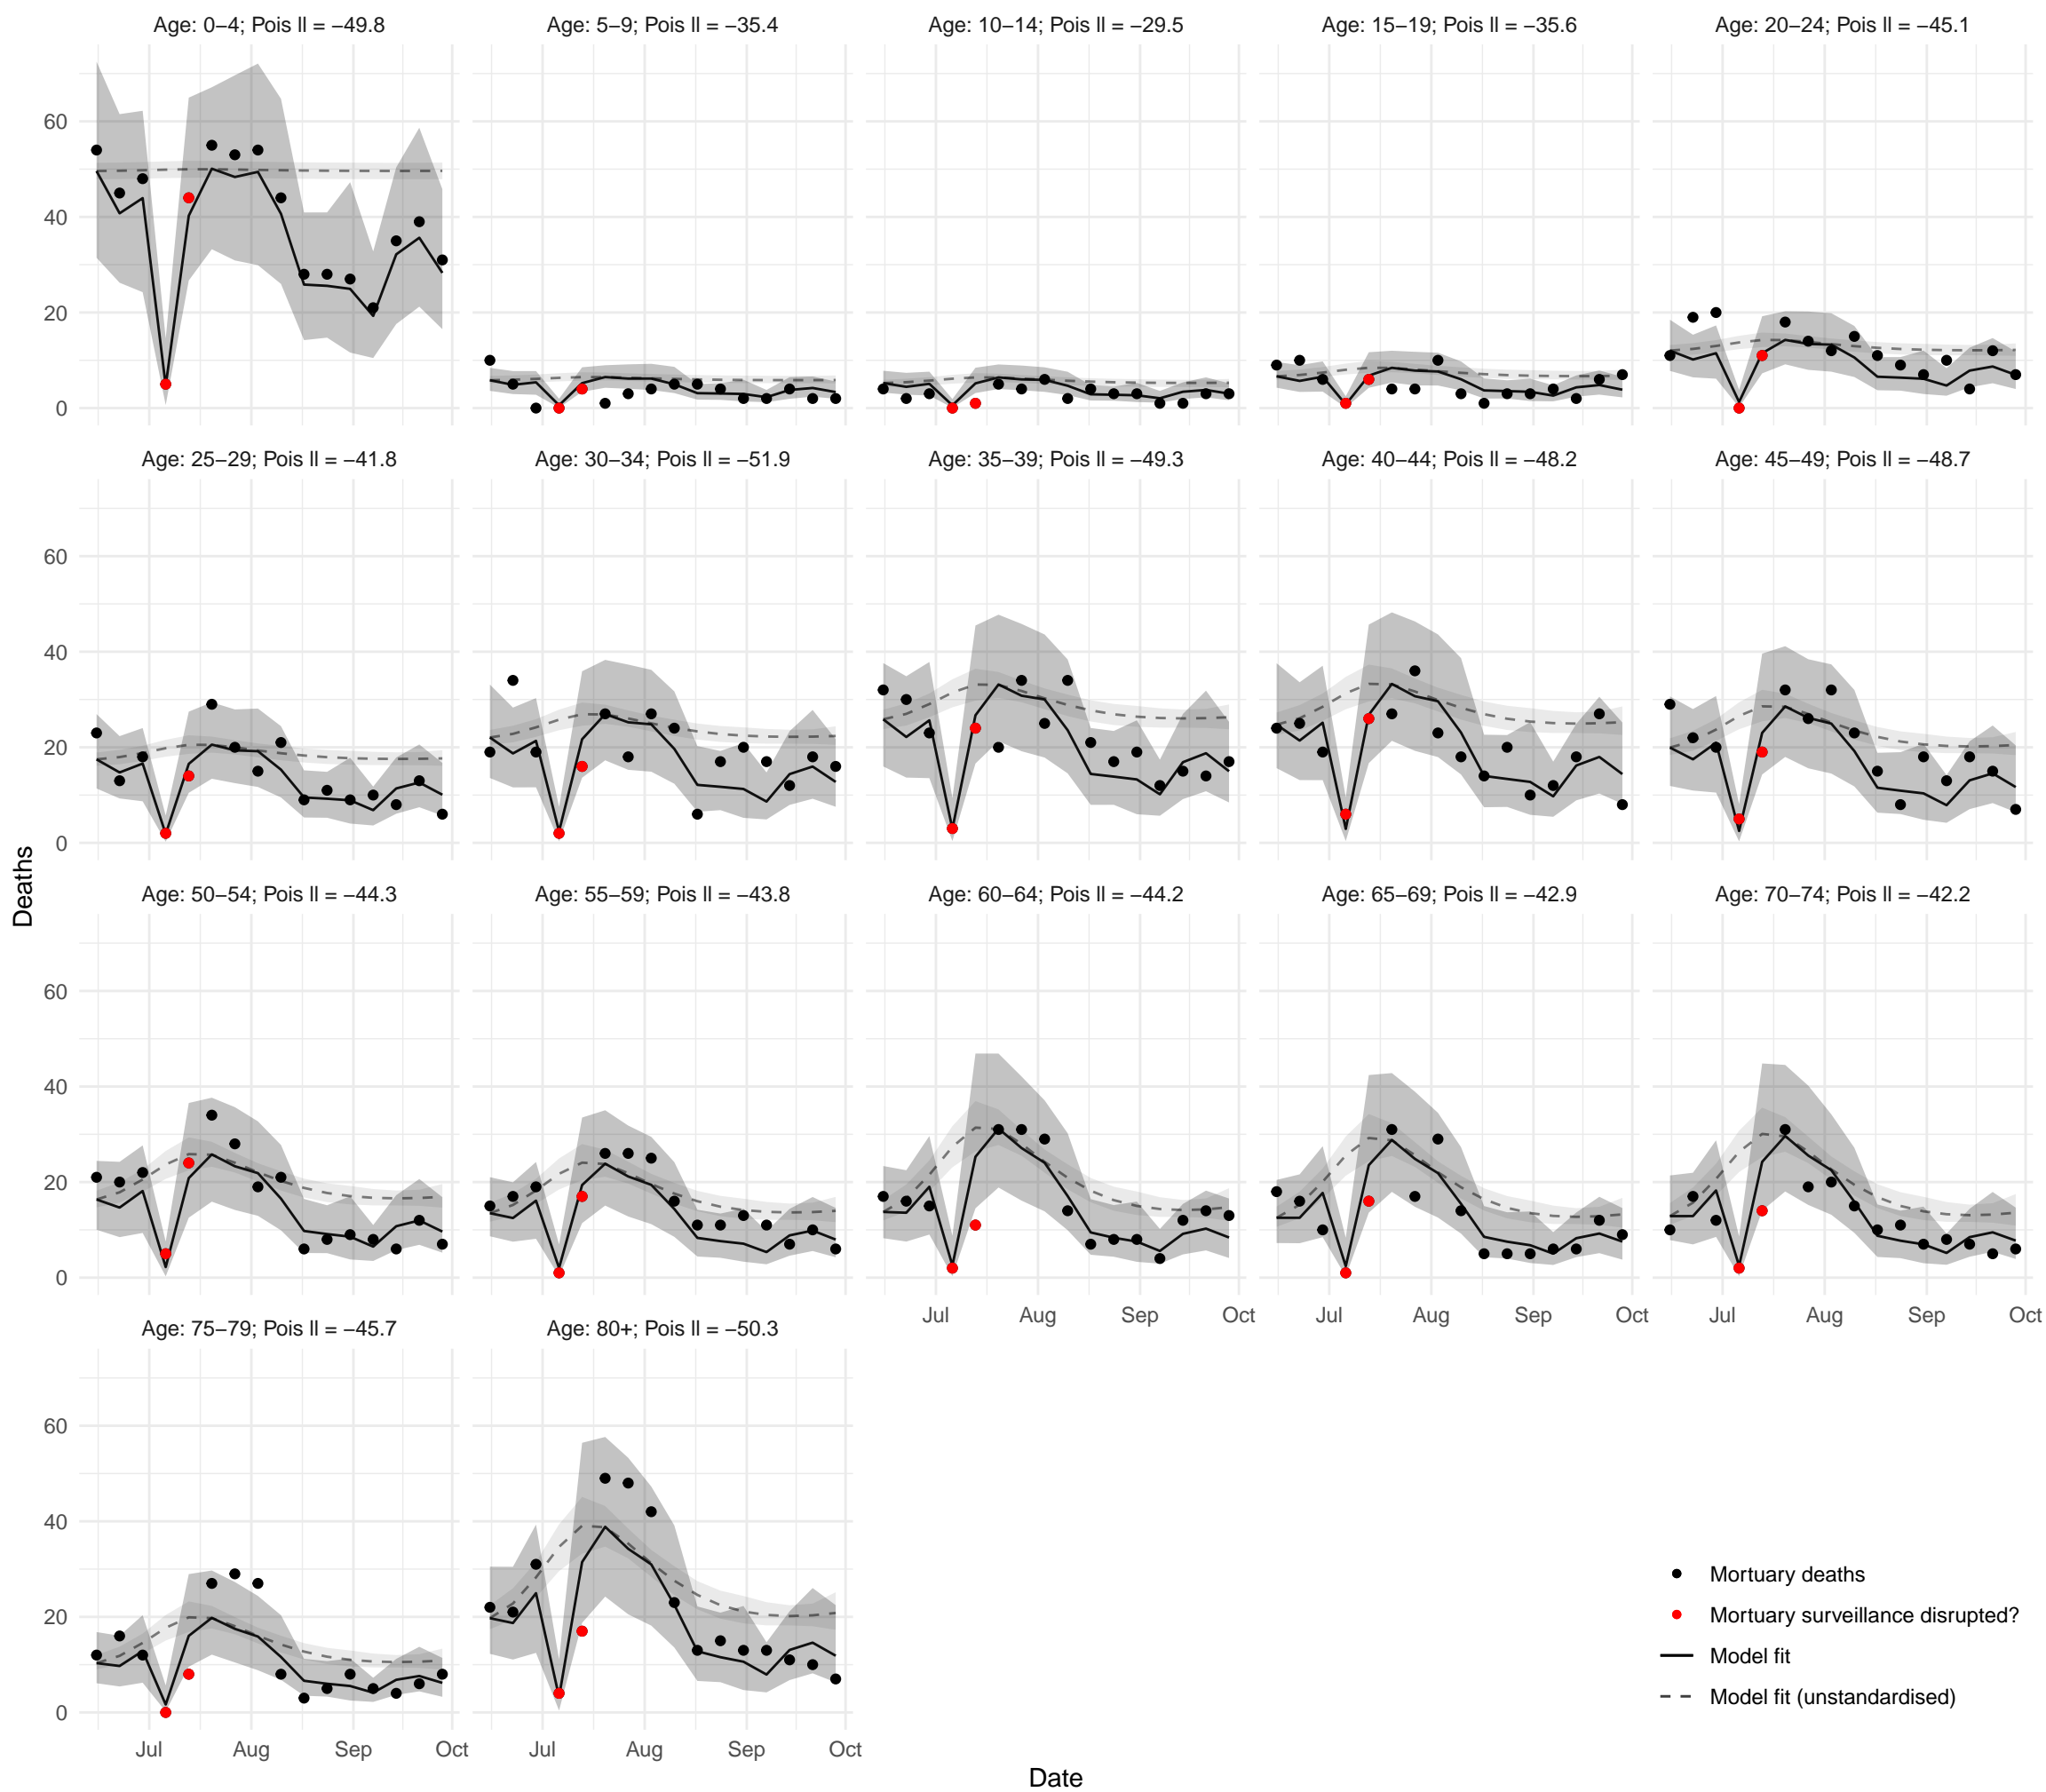 Age: 0−4; Pois ll = −49.8
Age: 5−9; Pois ll = −35.4
Age: 10−14; Pois ll = −29.5
Age: 15−19; Pois ll = −35.6
Age: 20−24; Pois ll = −45.1
60
40
20
0
Age: 25−29; Pois ll = −41.8
Age: 30−34; Pois ll = −51.9
Age: 35−39; Pois ll = −49.3
Age: 40−44; Pois ll = −48.2
Age: 45−49; Pois ll = −48.7
60
40
20
0
Deaths
Age: 50−54; Pois ll = −44.3
Age: 55−59; Pois ll = −43.8
Age: 60−64; Pois ll = −44.2
Age: 65−69; Pois ll = −42.9
Age: 70−74; Pois ll = −42.2
60
40
20
0
Jul Aug Sep Oct
Jul Aug Sep Oct
Jul Aug Sep Oct
Age: 75−79; Pois ll = −45.7
Age: 80+; Pois ll = −50.3
60
40
20
0
Jul Aug Sep Oct
Jul Aug Sep Oct
Mortuary deaths
Mortuary surveillance disrupted?
Model fit
Model fit (unstandardised)
Date